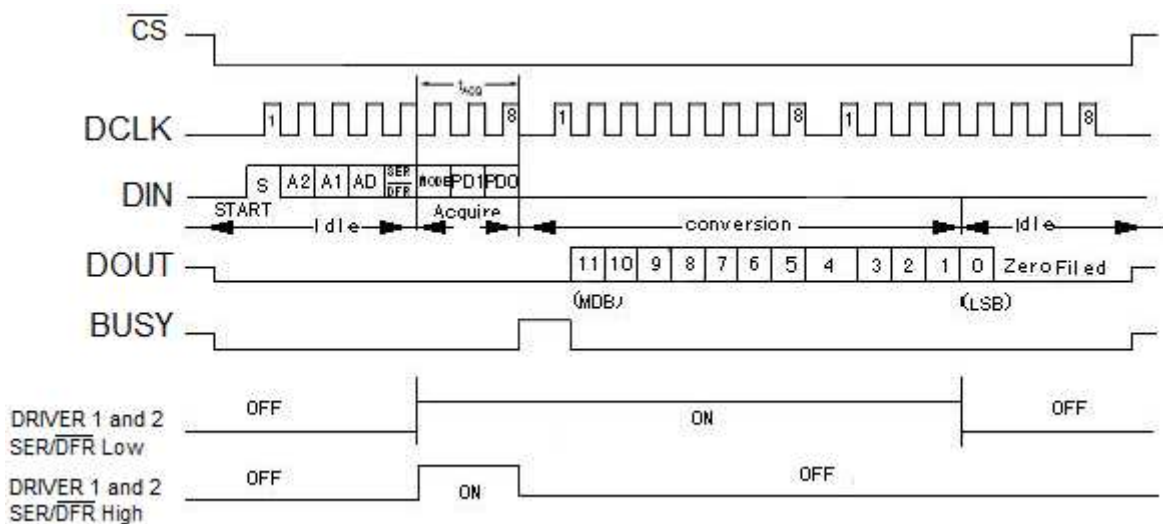 CS
tACQ
DCLK 1 8 1 8 1 8
DIN S A2 A1 AD SER/DFR MODE PD1 PD0
START Idle Acquire conversion Idle
DOUT 11 10 9 8 7 6 5 4 3 2 1 0 Zero Filed
(MDB) (LSB)
BUSY
DRIVER 1 and 2
SER/DFR Low
OFF ON OFF
DRIVER 1 and 2
SER/DFR High
OFF ON OFF